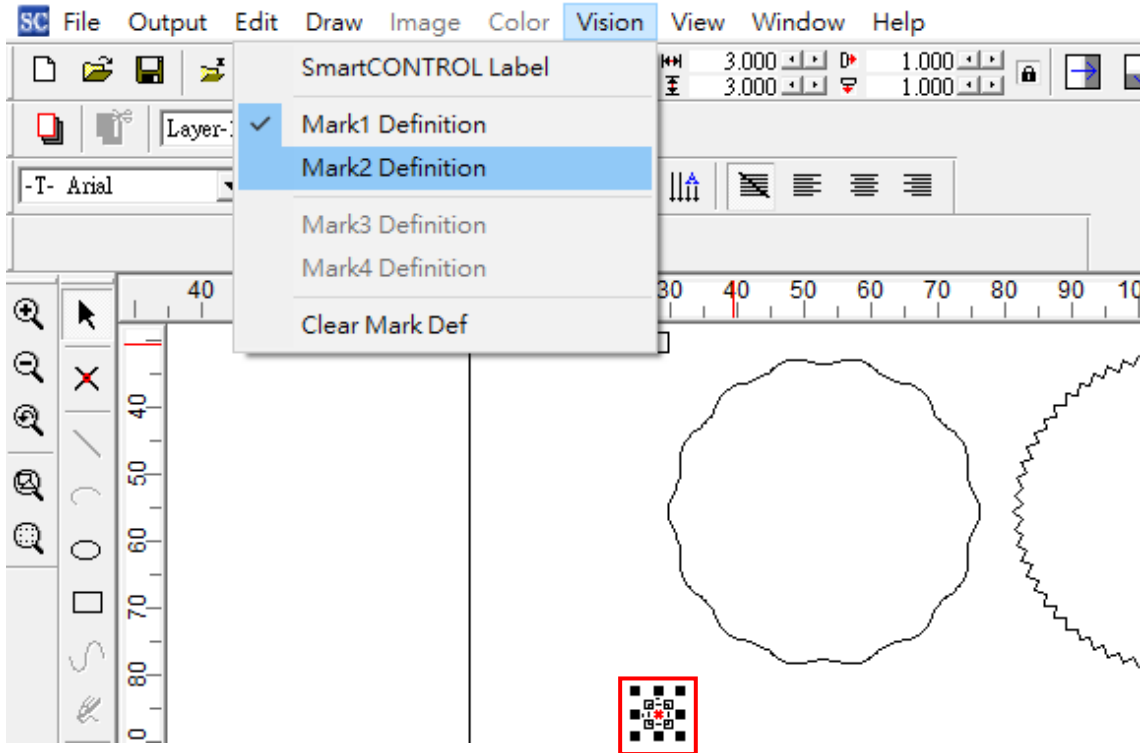 SC File Output Edit Draw Image Color Vision View Window Help
SmartCONTROL Label
3.000 1.000
3.000 1.000
Mark1 Definition
Layer-
Mark2 Definition
-T- Arial
Mark3 Definition
Mark4 Definition
Clear Mark Def
40 30 40 50 60 70 80 90 10
40
50
60
70
80